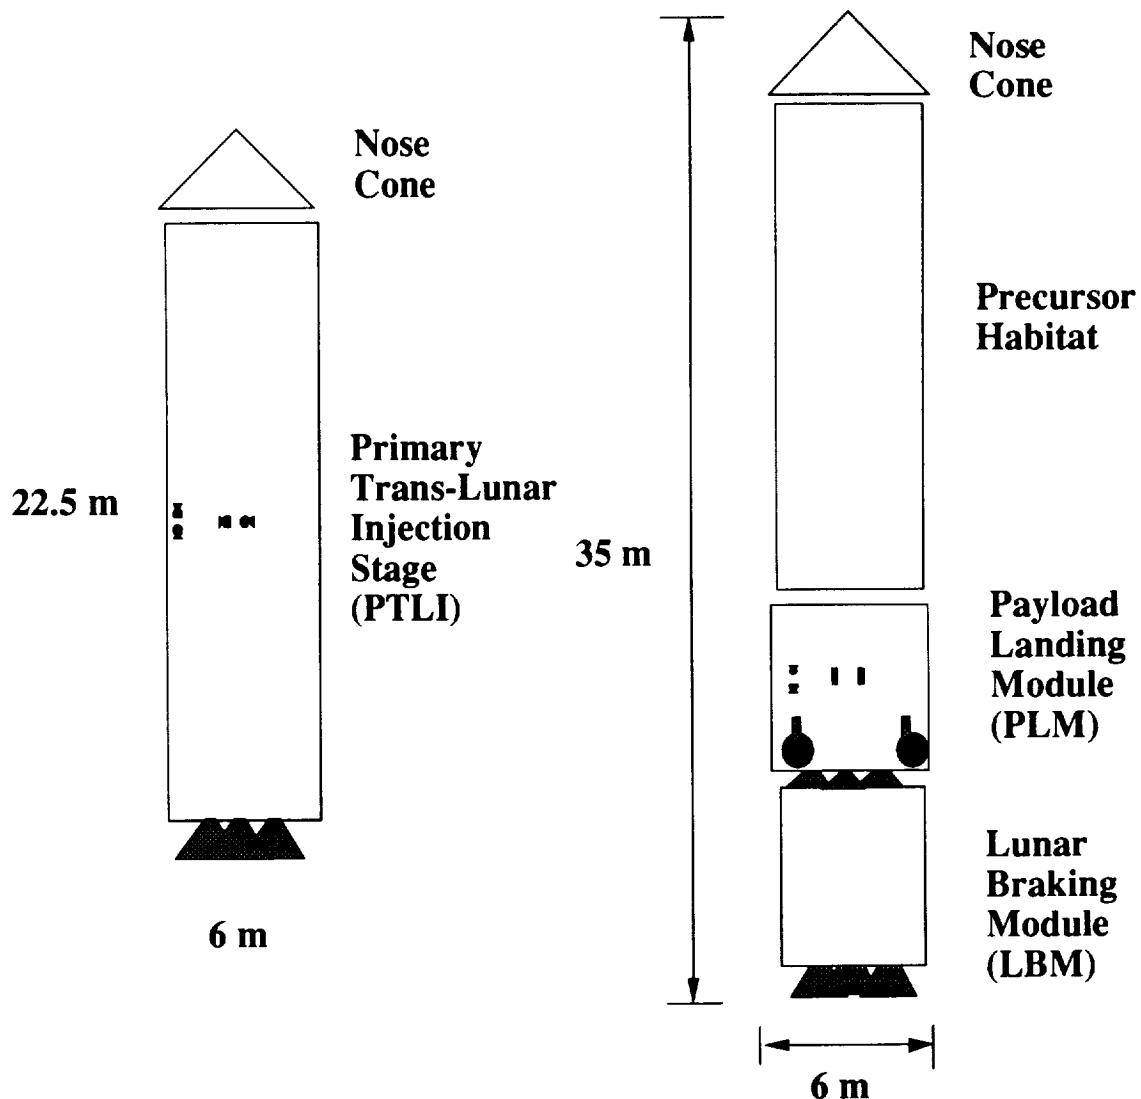 Nose
Cone
22.5 m
Primary
Trans-Lunar
Injection
Stage
(PTLI)
6 m
Nose
Cone
35 m
Precursor
Habitat
Payload
Landing
Module
(PLM)
Lunar
Braking
Module
(LBM)
6 m